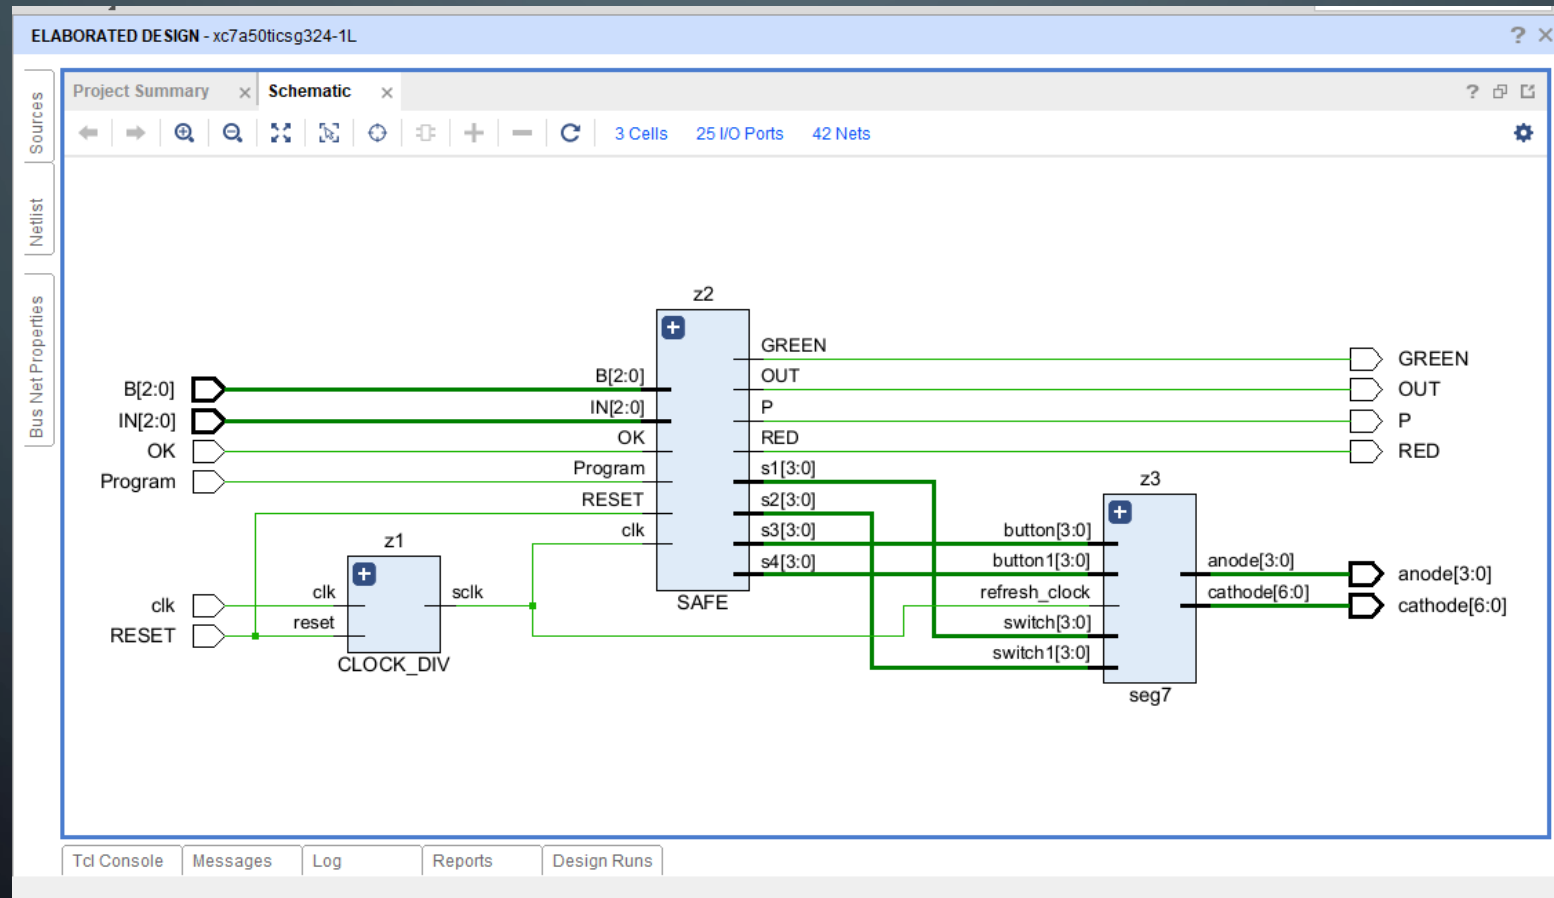 ELABORATED DESIGN - xc7a50ticsg324-1L
? ×
Sources
Netlist
Bus Net Properties
Project Summary ×
Schematic ×
?
3 Cells
25 I/O Ports
42 Nets
z2
B[2:0]
IN[2:0]
OK
Program
clk
RESET
B[2:0]
IN[2:0]
OK
Program
RESET
clk
GREEN
OUT
P
RED
s1[3:0]
s2[3:0]
s3[3:0]
s4[3:0]
SAFE
z1
clk
reset
sclk
CLOCK_DIV
z3
button[3:0]
button1[3:0]
refresh_clock
switch[3:0]
switch1[3:0]
anode[3:0]
cathode[6:0]
seg7
GREEN
OUT
P
RED
anode[3:0]
cathode[6:0]
Tcl Console
Messages
Log
Reports
Design Runs